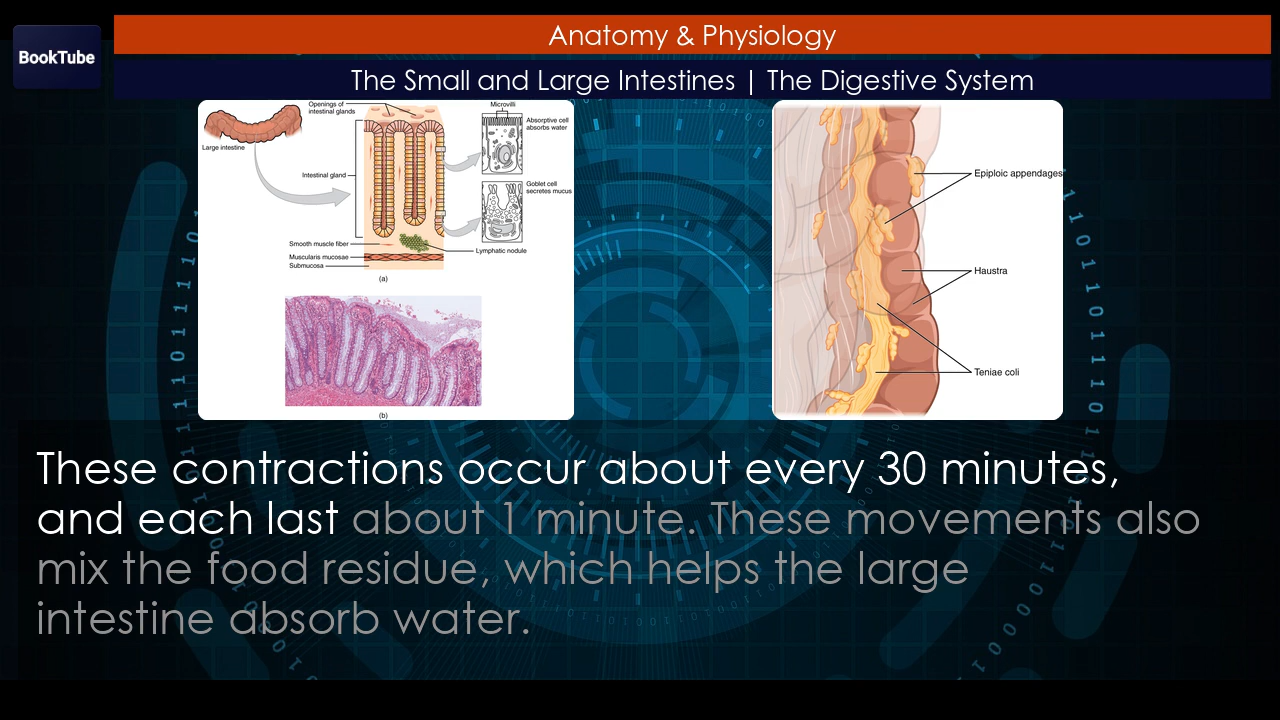 Anatomy & Physiology
BookTube
The Small and Large Intestines | The Digestive System
Openings of
intestinal glands
Large intestine
Intestinal gland
Smooth muscle fiber
Muscularis mucosae
Submucosa
Microvilli
Absorptive cell
absorbs water
Goblet cell
secretes mucus
Lymphatic nodule
(a)
(b)
Epiploic appendages
Haustra
Teniae coli
These contractions occur about every 30 minutes,
and each last about 1 minute. These movements also
mix the food residue, which helps the large
intestine absorb water.